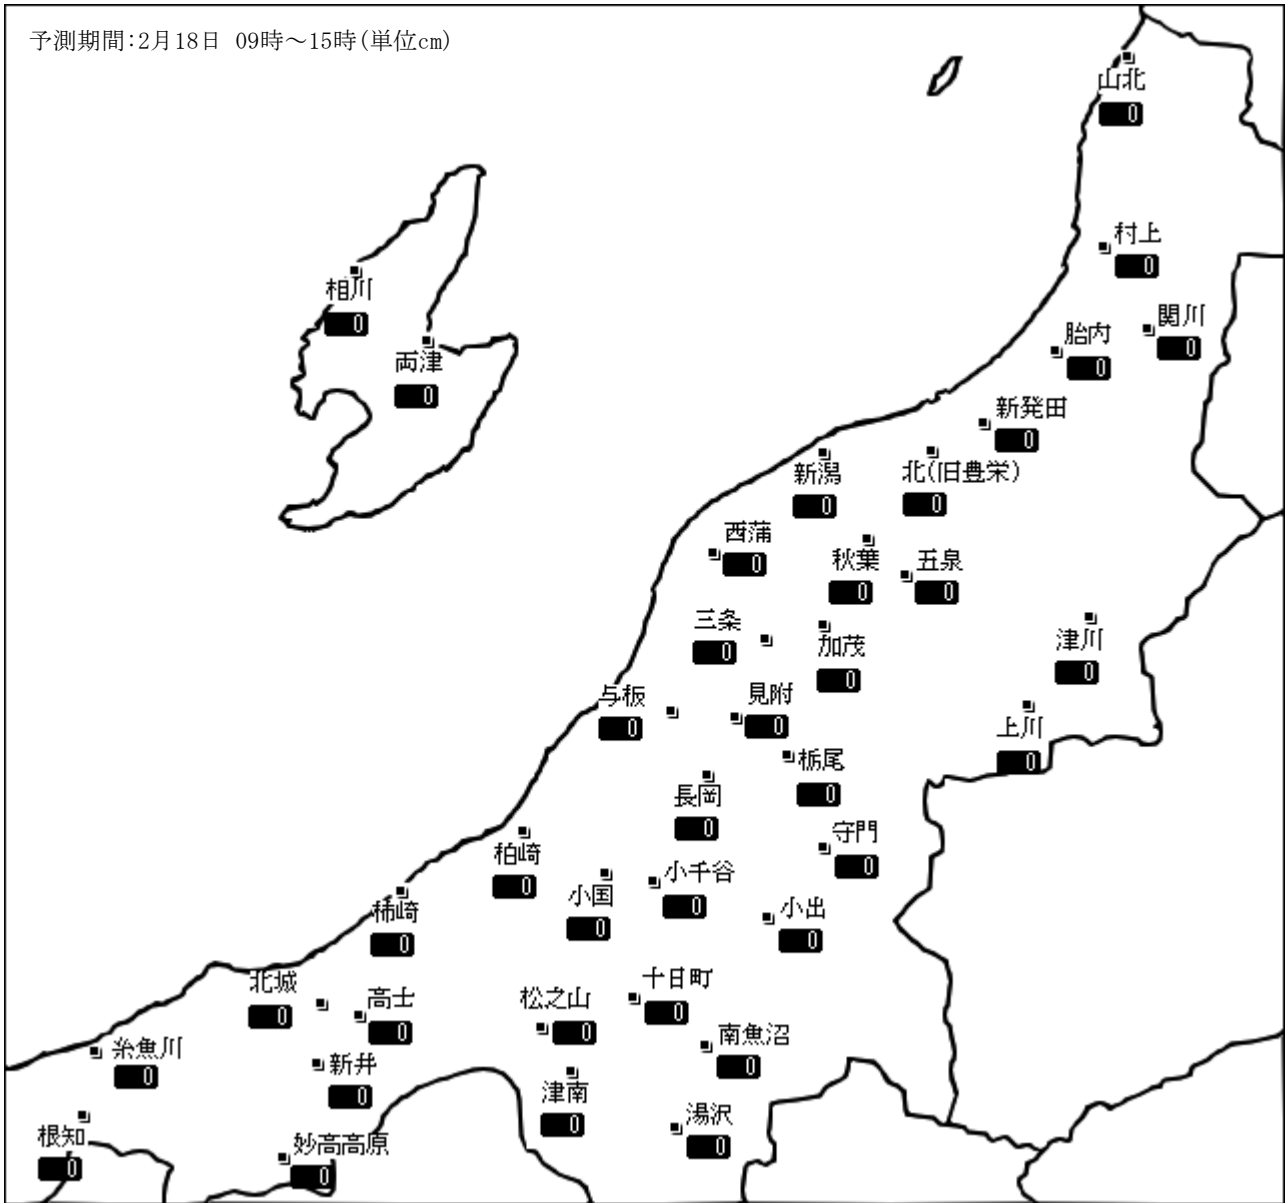 予測期間:2月18日 09時～15時(単位cm)
山北
0
村上
0
相川
0
関川
0
胎内
0
両津
0
新発田
0
新潟
0
北(旧豊栄)
0
西蒲
0
秋葉
0
五泉
0
三条
0
加茂
0
津川
0
与板
0
見附
0
上川
0
栃尾
0
長岡
0
守門
0
柏崎
0
小千谷
0
小国
0
小出
0
柿崎
0
北城
0
高士
0
松之山
0
十日町
0
南魚沼
0
糸魚川
0
新井
0
津南
0
湯沢
0
根知
0
妙高高原
0